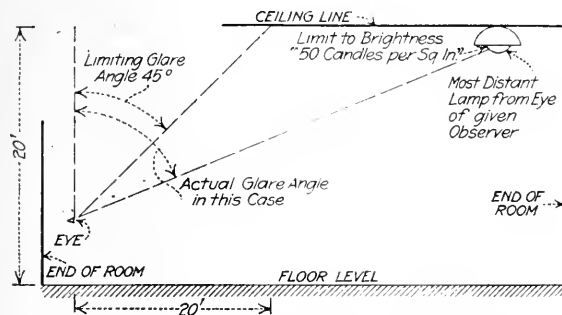 CEILING LINE
Limiting Glare
Angle 45°
Limit to Brightness
"50 Candles per Sq In."
Most Distant
Lamp from Eye
of given
Observer
20'
Actual Glare Angle
in this Case
END OF
ROOM
EYE
END OF ROOM
FLOOR LEVEL
20'